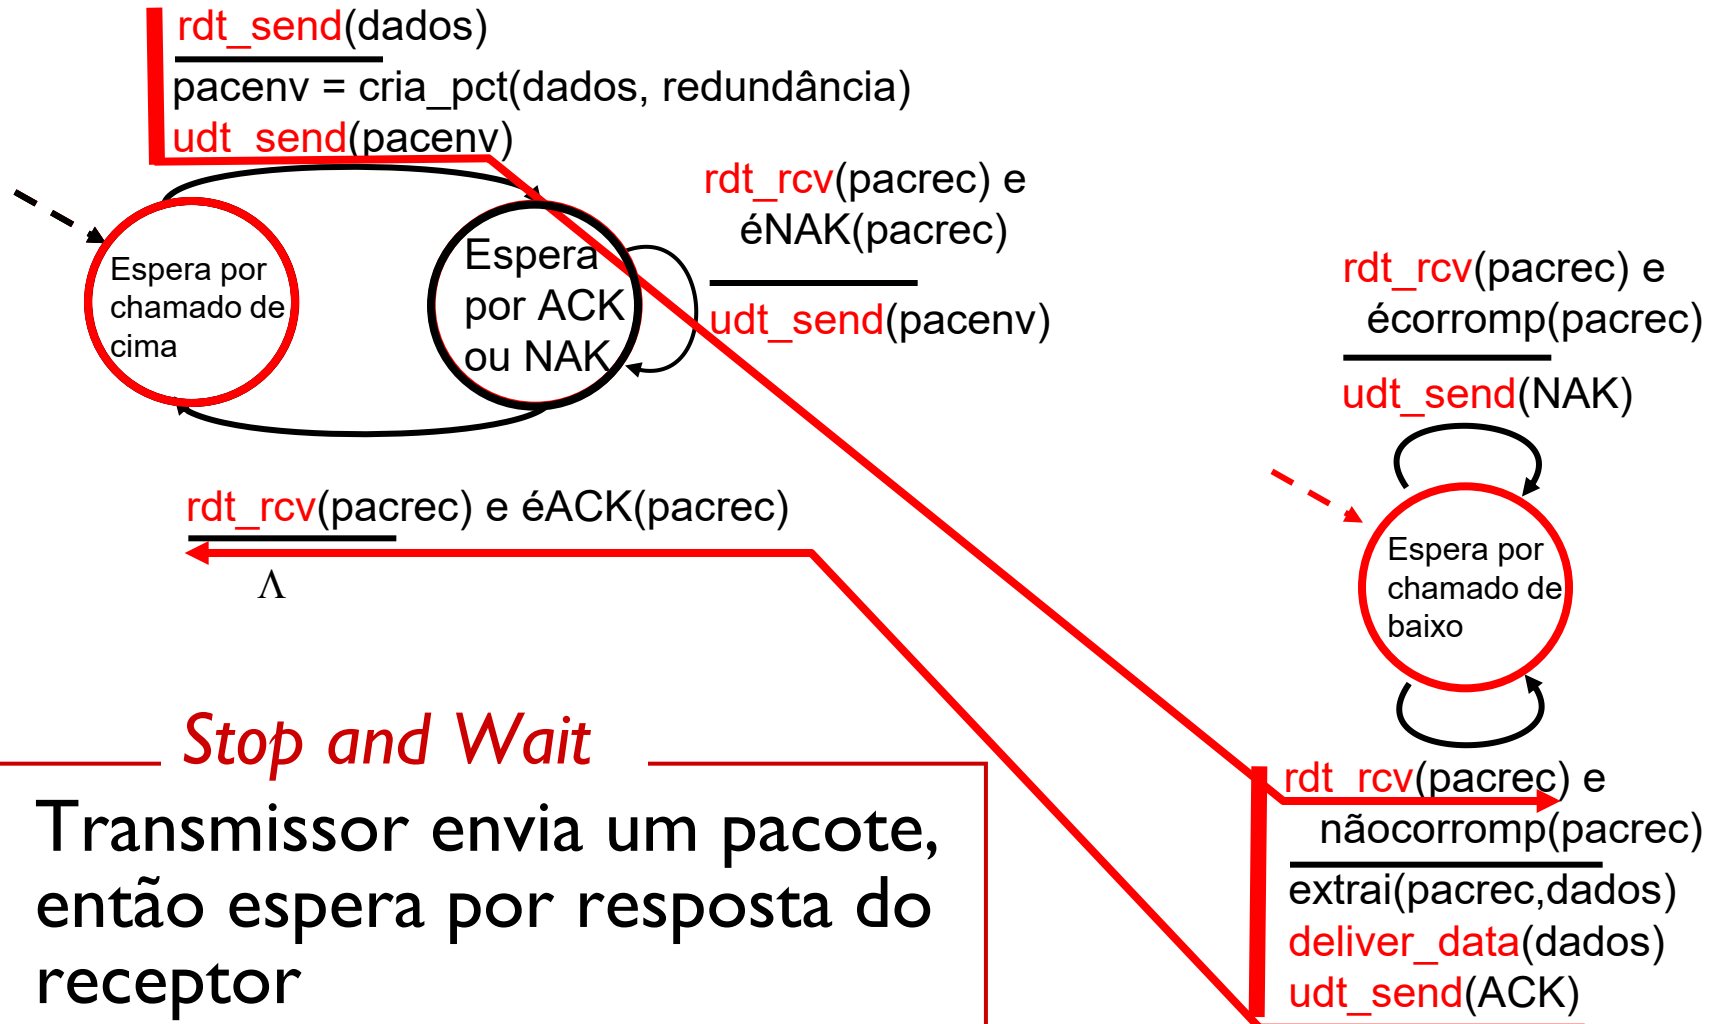 rdt_send(dados)
pacenv = cria_pct(dados, redundância)
udt_send(pacenv)
Espera por
chamado de
cima
Espera
por ACK
ou NAK
rdt_rcv(pacrec) e
éNAK(pacrec)
udt_send(pacenv)
rdt_rcv(pacrec) e éACK(pacrec)
Λ
rdt_rcv(pacrec) e
écorromp(pacrec)
udt_send(NAK)
Espera por
chamado de
baixo
rdt_rcv(pacrec) e
nãocorromp(pacrec)
extrai(pacrec,dados)
deliver_data(dados)
udt_send(ACK)
Stop and Wait
Transmissor envia um pacote,
então espera por resposta do
receptor